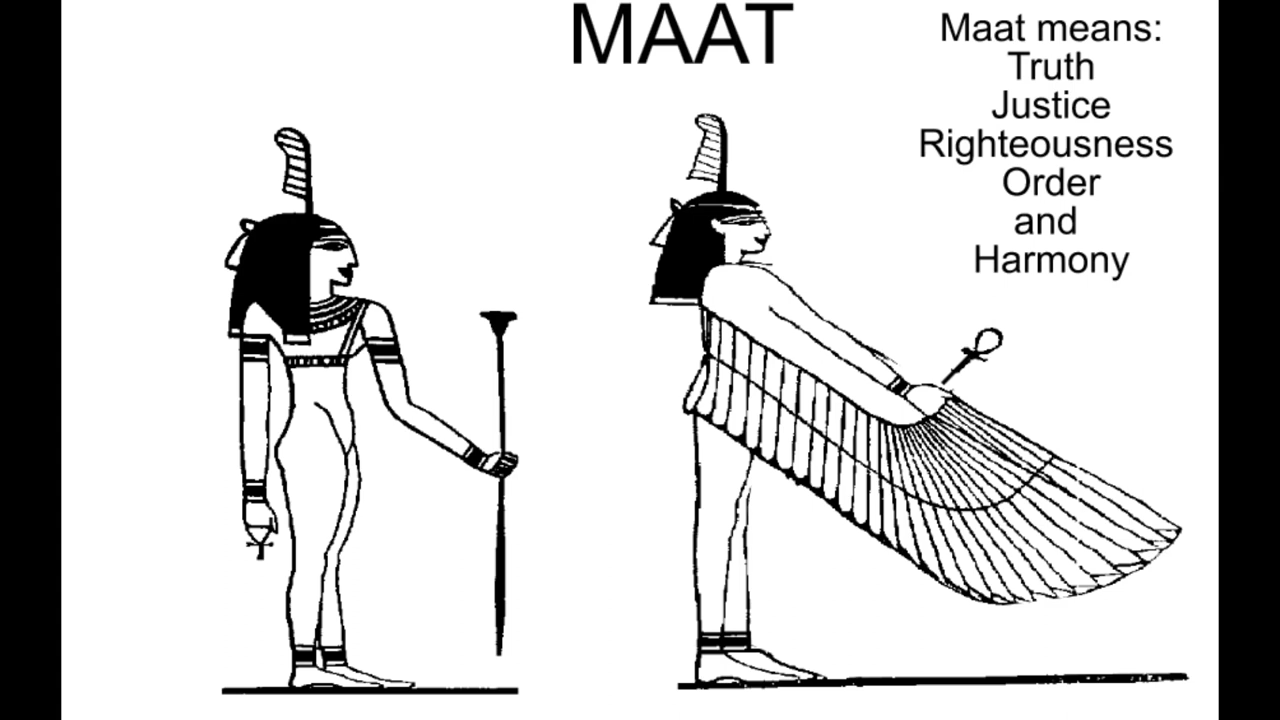 MAAT
Maat means:
Truth
Justice
Righteousness
Order
and
Harmony